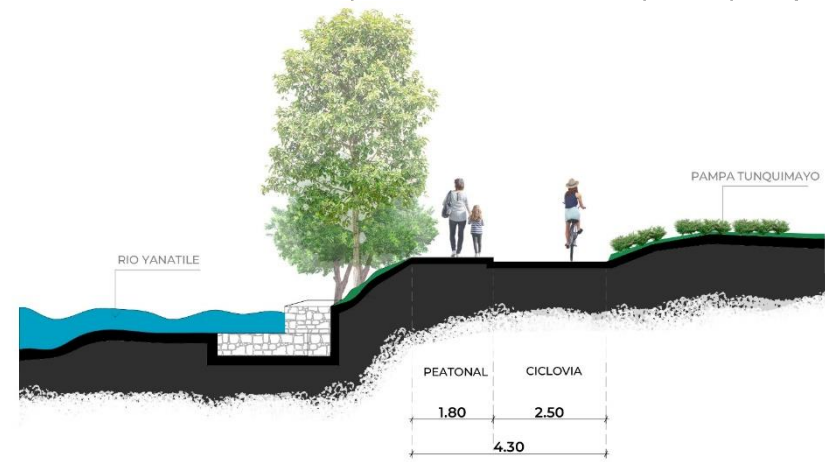 PAMPA TUNQUIMAYO
RIO YANATILE
PEATONAL
CICLOVIA
1.80
2.50
4.30